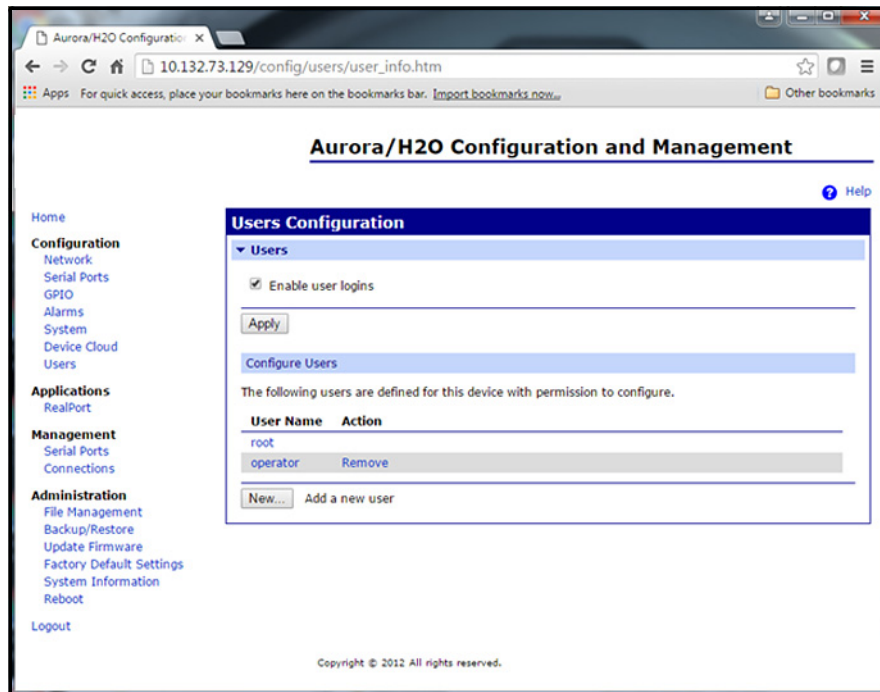 Aurora/H2O Configuratio
10.132.73.129/config/users/user_info.htm
Apps For quick access, place your bookmarks here on the bookmarks bar. Import bookmarks now... Other bookmarks
Aurora/H2O Configuration and Management
Help
Home
Configuration
Network
Serial Ports
GPIO
Alarms
System
Device Cloud
Users
Applications
RealPort
Management
Serial Ports
Connections
Administration
File Management
Backup/Restore
Update Firmware
Factory Default Settings
System Information
Reboot
Logout
Users Configuration
Users
Enable user logins
Apply
Configure Users
The following users are defined for this device with permission to configure.
User Name Action
root
operator Remove
New... Add a new user
Copyright © 2012 All rights reserved.